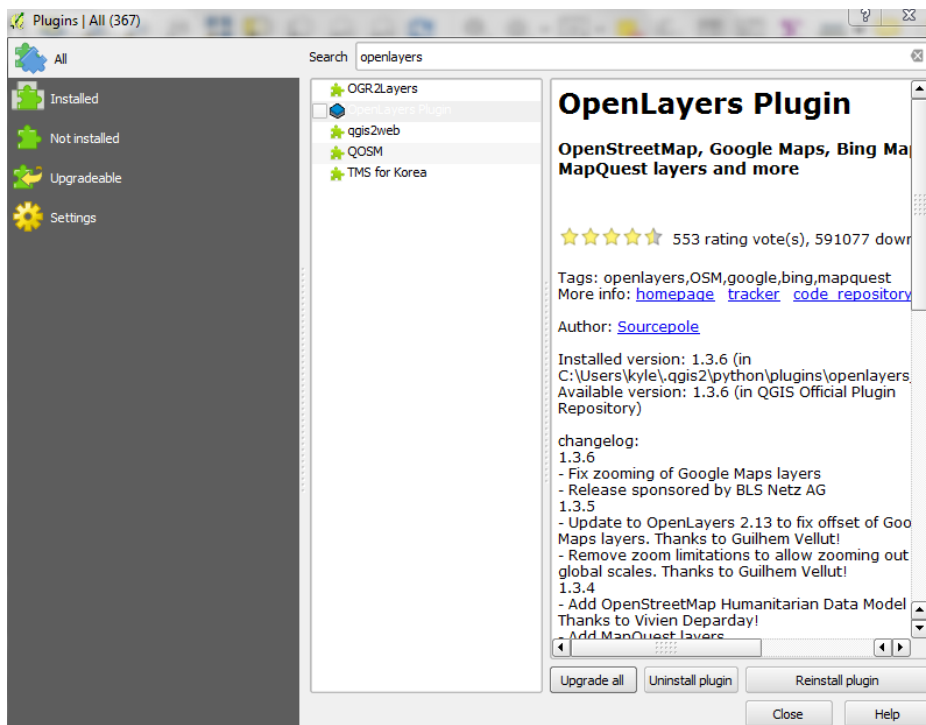 Plugins | All (367)
All
Installed
Not installed
Upgradeable
Settings
Search openlayers
OGR2Layers
OpenLayers Plugin
qgis2web
QOSM
TMS for Korea
OpenLayers Plugin
OpenStreetMap, Google Maps, Bing Ma
MapQuest layers and more
553 rating vote(s), 591077 down
Tags: openlayers,OSM,google,bing,mapquest
More info: homepage tracker code repository
Author: Sourcepole
Installed version: 1.3.6 (in
C:\Users\kyle\.qgis2\python\plugins\openlayers_
Available version: 1.3.6 (in QGIS Official Plugin
Repository)
changelog:
1.3.6
- Fix zooming of Google Maps layers
- Release sponsored by BLS Netz AG
1.3.5
- Update to OpenLayers 2.13 to fix offset of Goo
Maps layers. Thanks to Guilhem Vellut!
- Remove zoom limitations to allow zooming out
global scales. Thanks to Guilhem Vellut!
1.3.4
- Add OpenStreetMap Humanitarian Data Model
Thanks to Vivien Deparday!
- Add MapQuest layers
Upgrade all
Uninstall plugin
Reinstall plugin
Close
Help